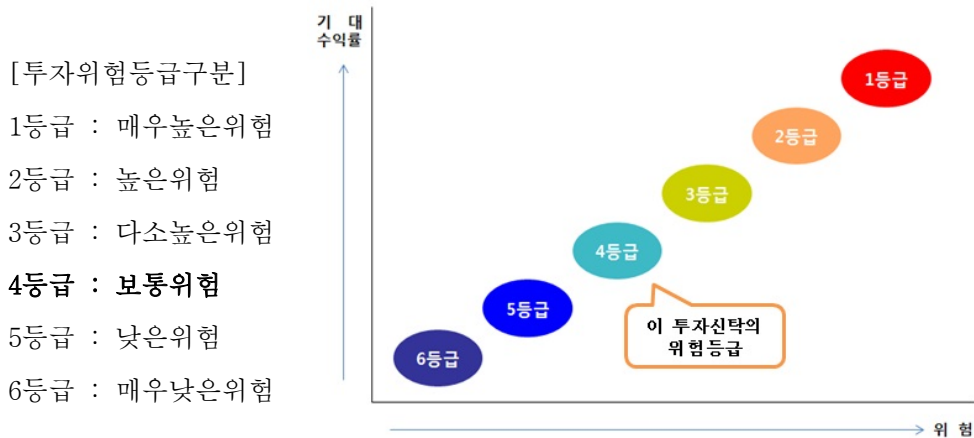 [투자위험등급구분]
1등급 : 매우높은위험
2등급 : 높은위험
3등급 : 다소높은위험
4등급 : 보통위험
5등급 : 낮은위험
6등급 : 매우낮은위험
기 대
수익률
1등급
2등급
3등급
4등급
5등급
6등급
이 투자신탁의
위험등급
위 험